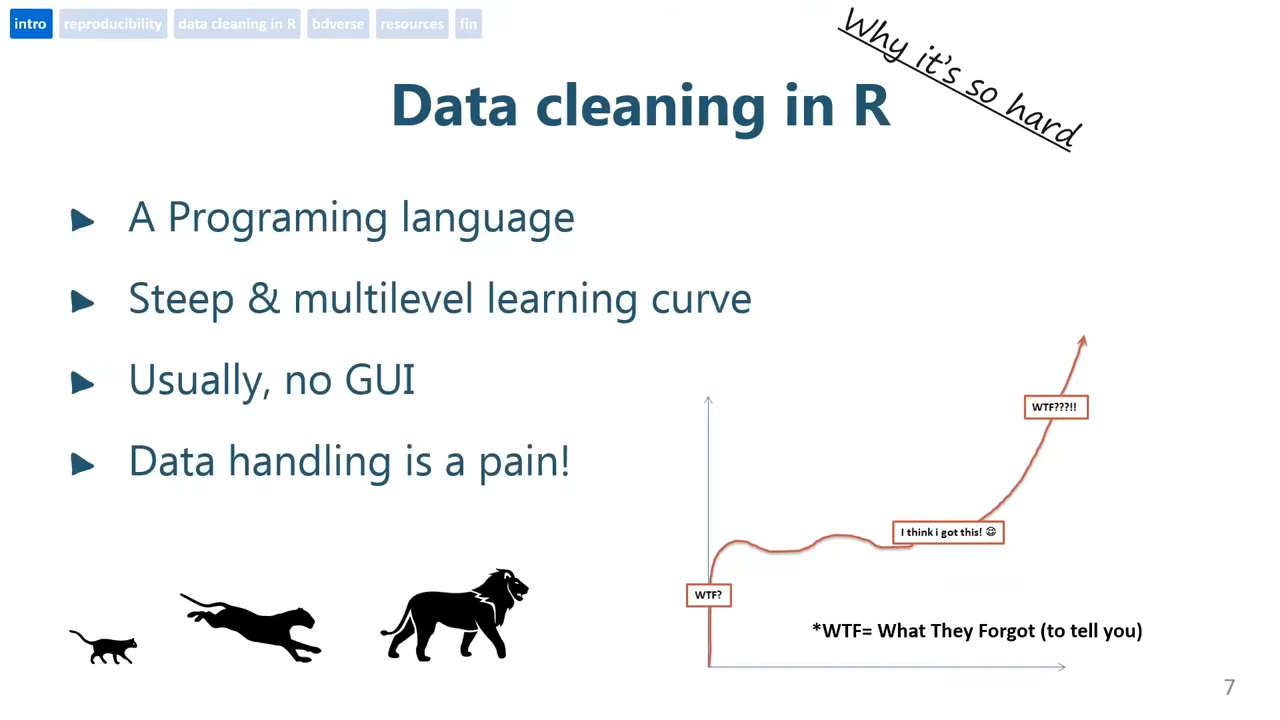 intro reproducibility data cleaning in R bdverse resources fin
Why it's so hard
Data cleaning in R
A Programing language
Steep & multilevel learning curve
Usually, no GUI
Data handling is a pain!
WTF???!!
I think i got this! ☺
WTF?
*WTF= What They Forgot (to tell you)
7